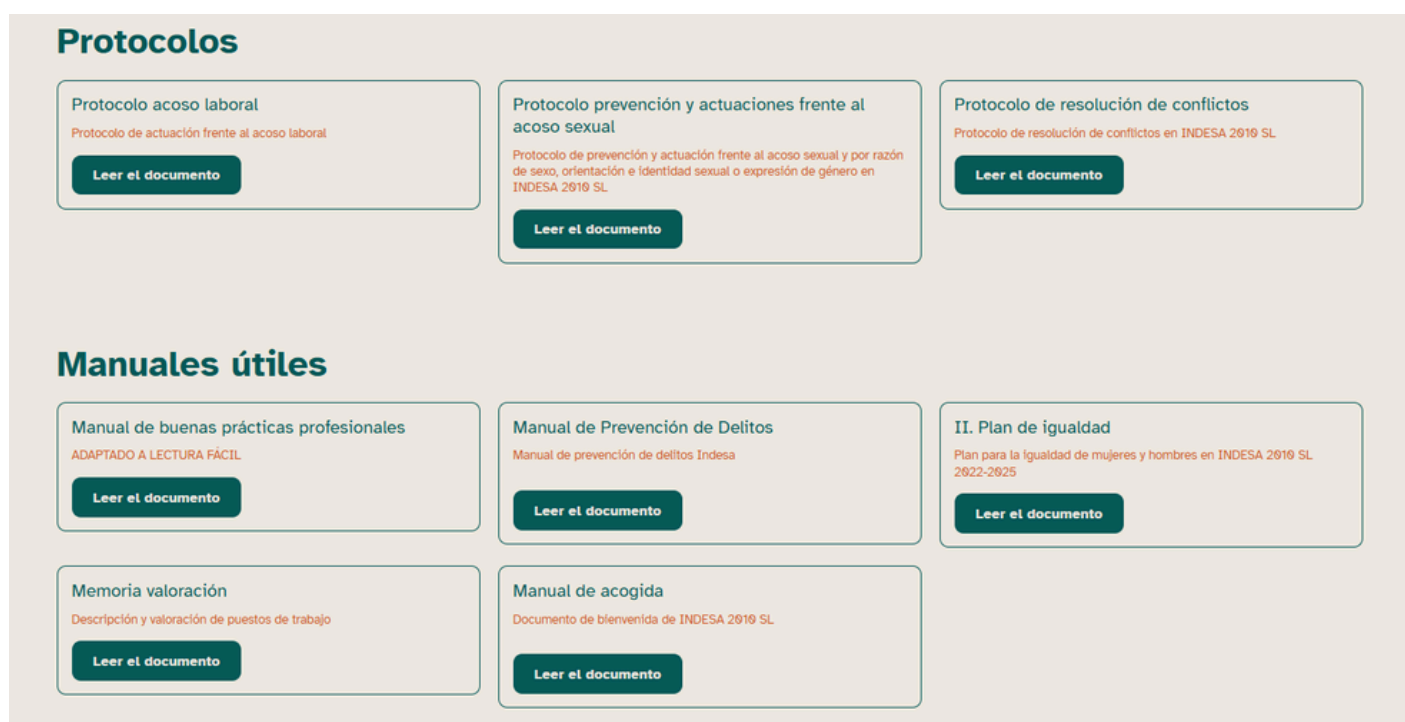 Protocolos
Protocolo acoso laboral
Protocolo de actuación frente al acoso laboral
Leer el documento
Protocolo prevención y actuaciones frente al
acoso sexual
Protocolo de prevención y actuación frente al acoso sexual y por razón
de sexo, orientación e identidad sexual o expresión de género en
INDESA 2010 SL
Leer el documento
Protocolo de resolución de conflictos
Protocolo de resolución de conflictos en INDESA 2010 SL
Leer el documento
Manuales útiles
Manual de buenas prácticas profesionales
ADAPTADO A LECTURA FÁCIL
Leer el documento
Manual de Prevención de Delitos
Manual de prevención de delitos Indesa
Leer el documento
II. Plan de igualdad
Plan para la igualdad de mujeres y hombres en INDESA 2010 SL
2022-2025
Leer el documento
Memoria valoración
Descripción y valoración de puestos de trabajo
Leer el documento
Manual de acogida
Documento de bienvenida de INDESA 2010 SL
Leer el documento